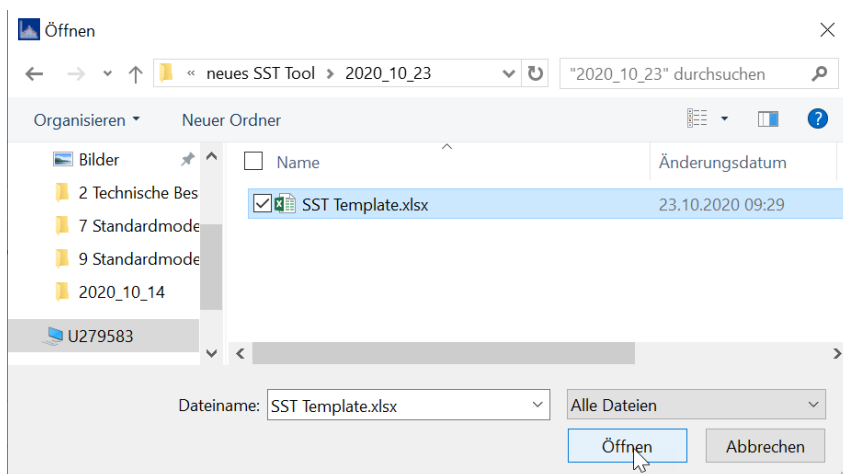 Öffnen
« neues SST Tool > 2020_10_23 "2020_10_23" durchsuchen
Organisieren Neuer Ordner
Bilder Name Änderungsdatum
2 Technische Bes SST Template.xlsx 23.10.2020 09:29
7 Standardmode
9 Standardmode
2020_10_14
U279583
Dateiname: SST Template.xlsx Alle Dateien
Öffnen Abbrechen